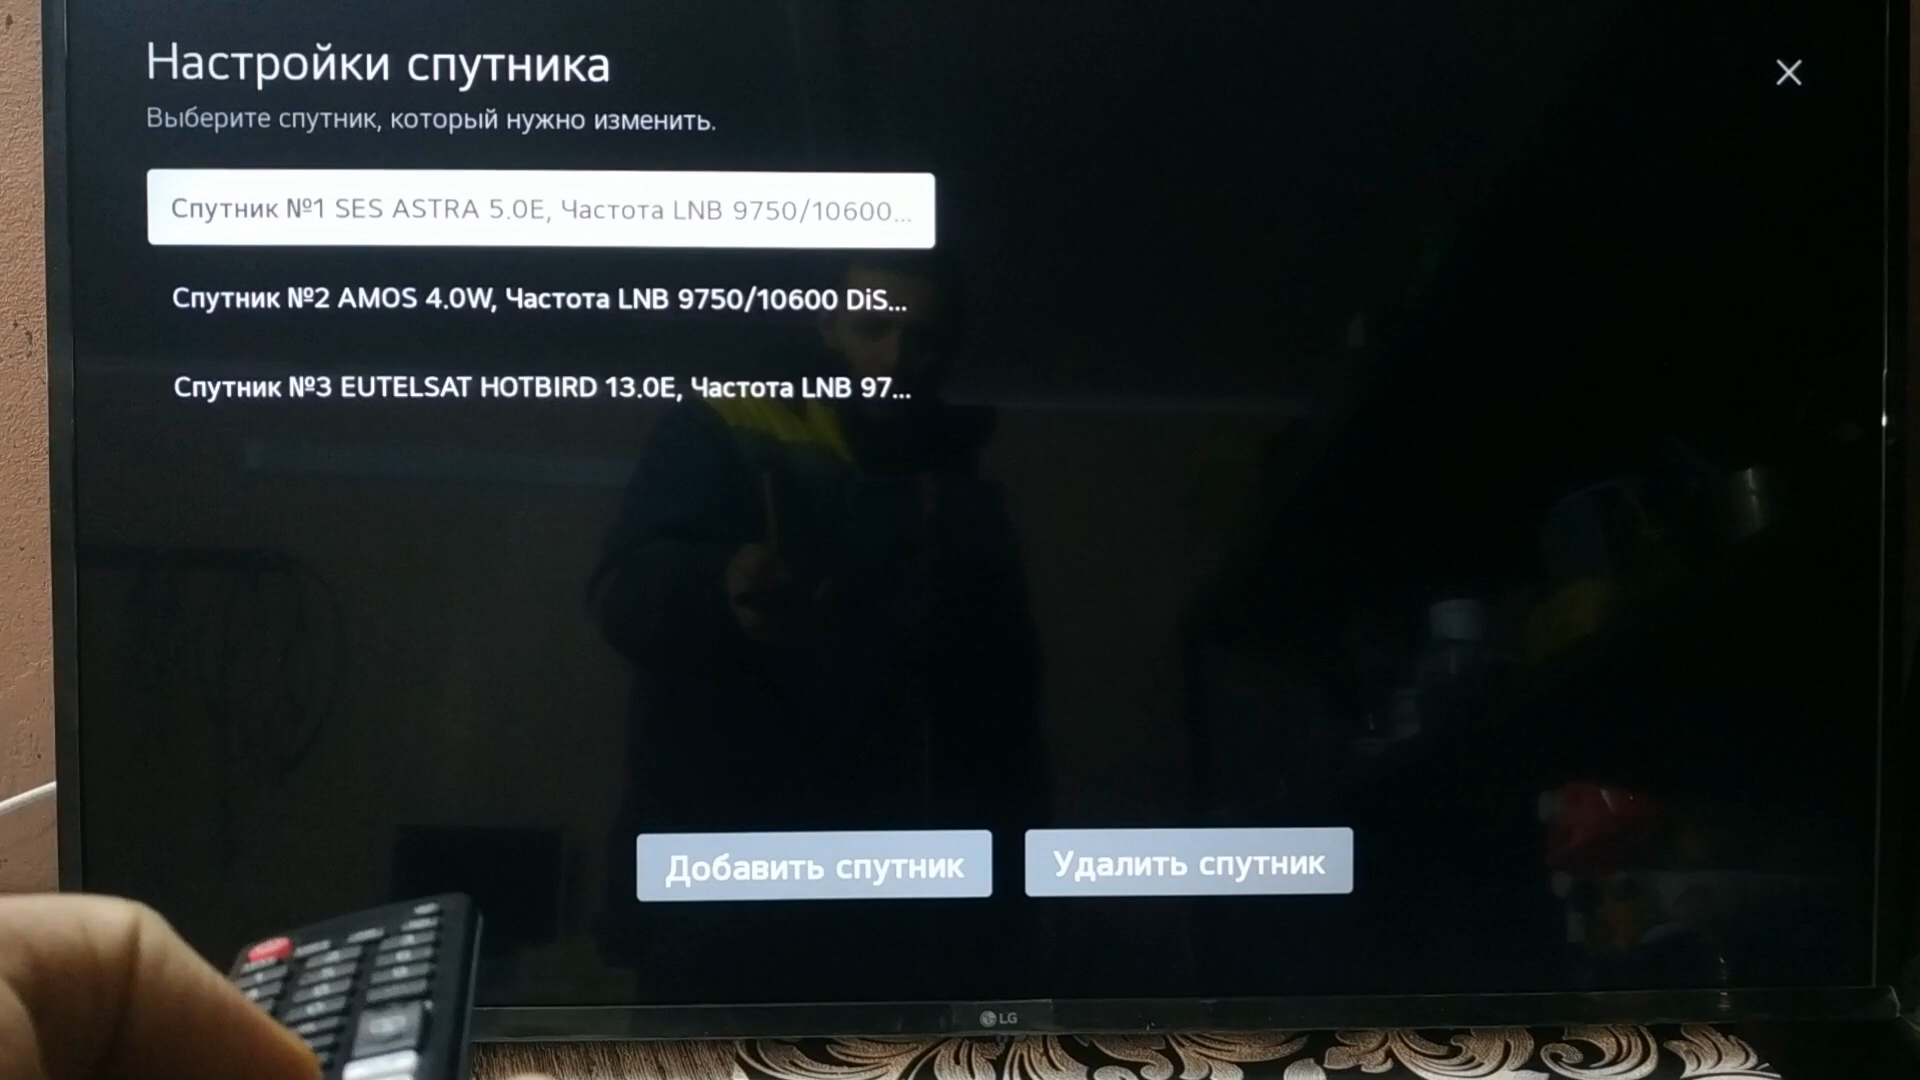 Настройки спутника
Выберите спутник, который нужно изменить.
Спутник №1 SES ASTRA 5.0E, Частота LNB 9750/10600...
Спутник №2 AMOS 4.0W, Частота LNB 9750/10600 DiS...
Спутник №3 EUTELSAT HOTBIRD 13.0E, Частота LNB 97...
Добавить спутник
Удалить спутник
LG